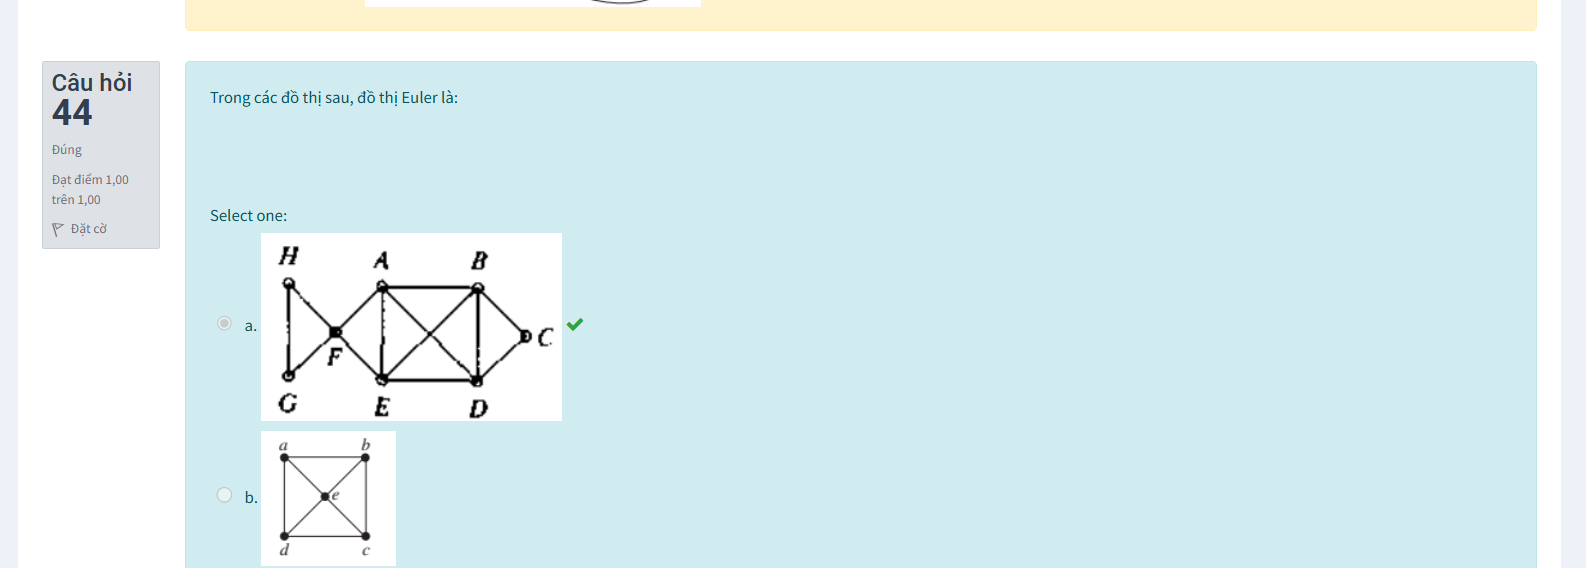 Câu hỏi
44
Đúng
Đạt điểm 1,00
trên 1,00
Đặt cờ
Trong các đồ thị sau, đồ thị Euler là:
Select one:
a.
H A B
C
F
G E D
b.
a b
e
d c